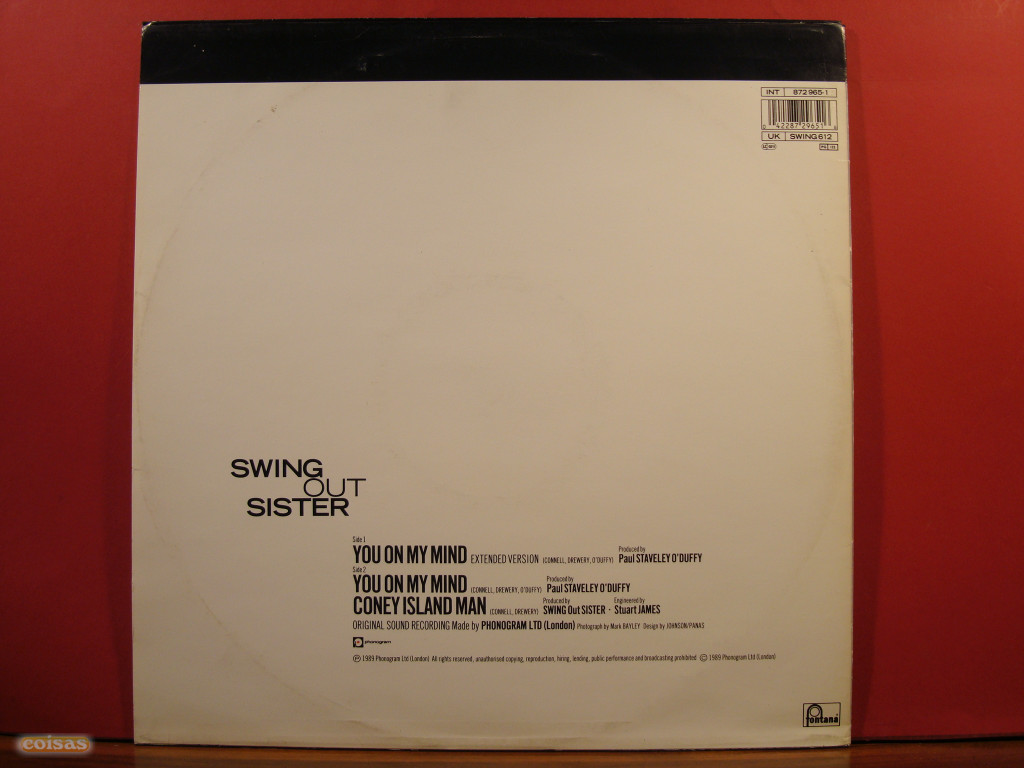 INT 872 965-1
0 42287 29651
UK SWING 612
SWING
OUT
SISTER
Side 1
YOU ON MY MIND EXTENDED VERSION (CONNELL, DREWERY, O'DUFFY) Produced by Paul STAVELEY O'DUFFY
Side 2
YOU ON MY MIND (CONNELL, DREWERY, O'DUFFY) Produced by Paul STAVELEY O'DUFFY
CONEY ISLAND MAN (CONNELL, DREWERY) Produced by SWING Out SISTER · Engineered by Stuart JAMES
ORIGINAL SOUND RECORDING Made by PHONOGRAM LTD (London) Photograph by Mark BAYLEY Design by JOHNSON/PANAS
phonogram
℗ 1989 Phonogram Ltd (London) All rights reserved, unauthorised copying, reproduction, hiring, lending, public performance and broadcasting prohibited © 1989 Phonogram Ltd (London)
fontana
coisas